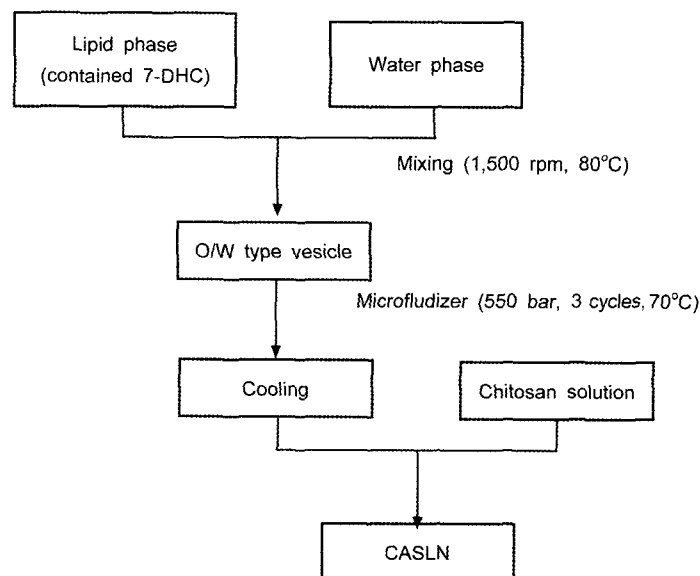 Lipid phase
(contained 7-DHC)
Water phase
Mixing (1,500 rpm, 80°C)
O/W type vesicle
Microfludizer (550 bar, 3 cycles, 70°C)
Cooling
Chitosan solution
CASLN